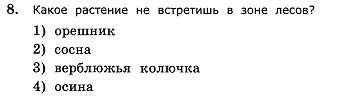 8. Какое растение не встретишь в зоне лесов?
1) орешник
2) сосна
3) верблюжья колючка
4) осина